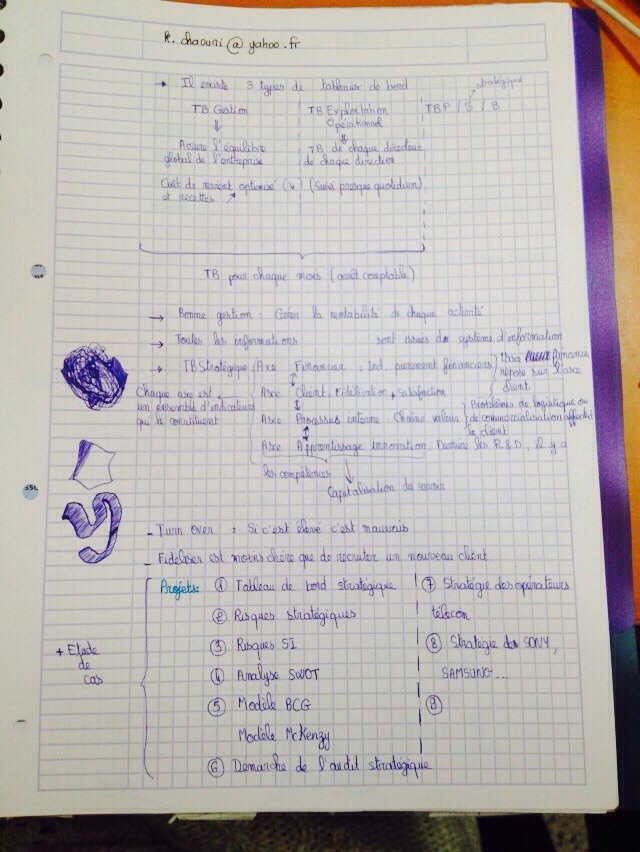 R. chaouni@yahoo.fr
→ Il existe 3 types de tableaux de bord
stratégique
TB Gestion
TB Exploitation
TBP / S / B
Opérationnel
Assure l'équilibre
TB de chaque directeur
global de l'entreprise
de chaque direction
Coût de revient optimisé (↘) (Suivi presque quotidien)
et recettes ↗
TB pour chaque mois (arrêt comptable)
→ Bonne gestion : Gérer la rentabilité de chaque activité
→ Toutes les informations sont issues du système d'information
→ TB Stratégique : Axe Financier. Ind. purement financiers
finance
repose sur l'axe
client
Chaque axe est
un ensemble d'indicateurs
qui le constituent
Axe Client. Fidélisation, satisfaction
Axe Processus interne. Chaîne valeur
Problèmes de logistique ou
de commercialisation affectent
le client
Axe Apprentissage innovation. Derrière les R&D, il y a
les compétences
Capitalisation du savoir
- Turn over : Si c'est élevé c'est mauvais
- Fidéliser est moins chère que de recruter un nouveau client
+ Etude
de
cas
Projets: ① Tableau de bord stratégique
② Risques stratégiques
③ Risques SI
④ Analyse SWOT
⑤ Modèle BCG
Modèle McKenzy
⑥ Demarche de l'audit strategique
⑦ Stratégie des opérateurs
télécom
⑧ Stratégie de SONY,
SAMSUNG...
⑨